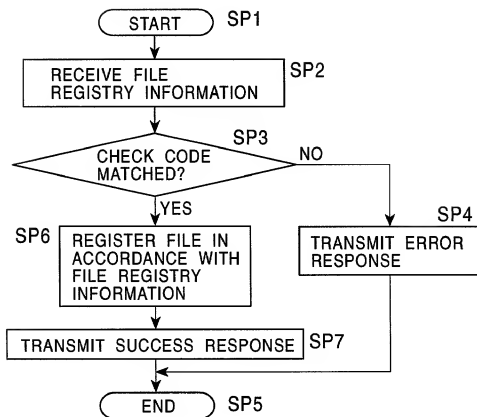 START SP1
RECEIVE FILE
REGISTRY INFORMATION
SP2
SP3
CHECK CODE
MATCHED?
NO
YES
SP6
REGISTER FILE IN
ACCORDANCE WITH
FILE REGISTRY
INFORMATION
SP4
TRANSMIT ERROR
RESPONSE
TRANSMIT SUCCESS RESPONSE SP7
END SP5